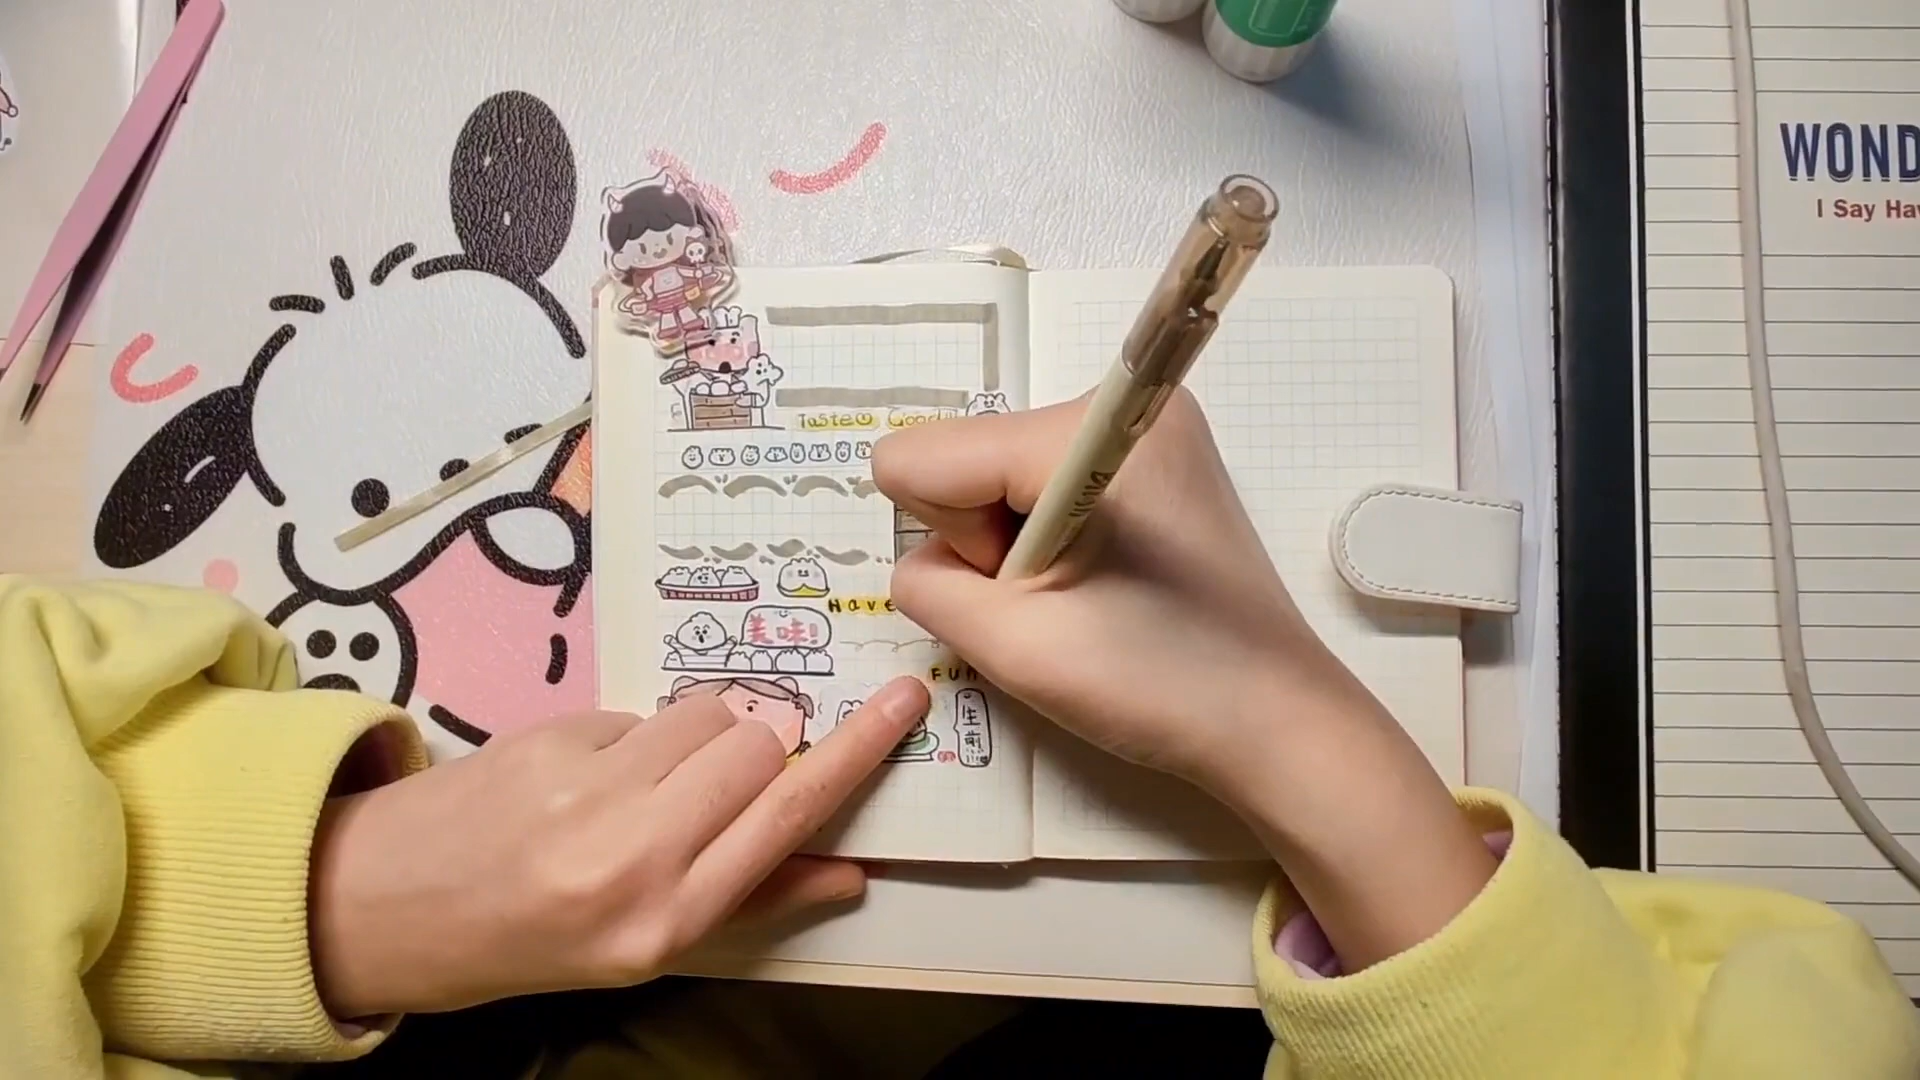 WOND
I Say Hav
Taste Good!!
Have
美味!
Fun
生煎